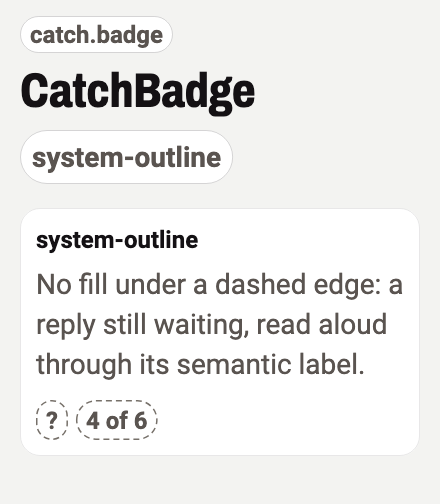 catch.badge
CatchBadge
system-outline
system-outline
No fill under a dashed edge: a
reply still waiting, read aloud
through its semantic label.
? 4 of 6